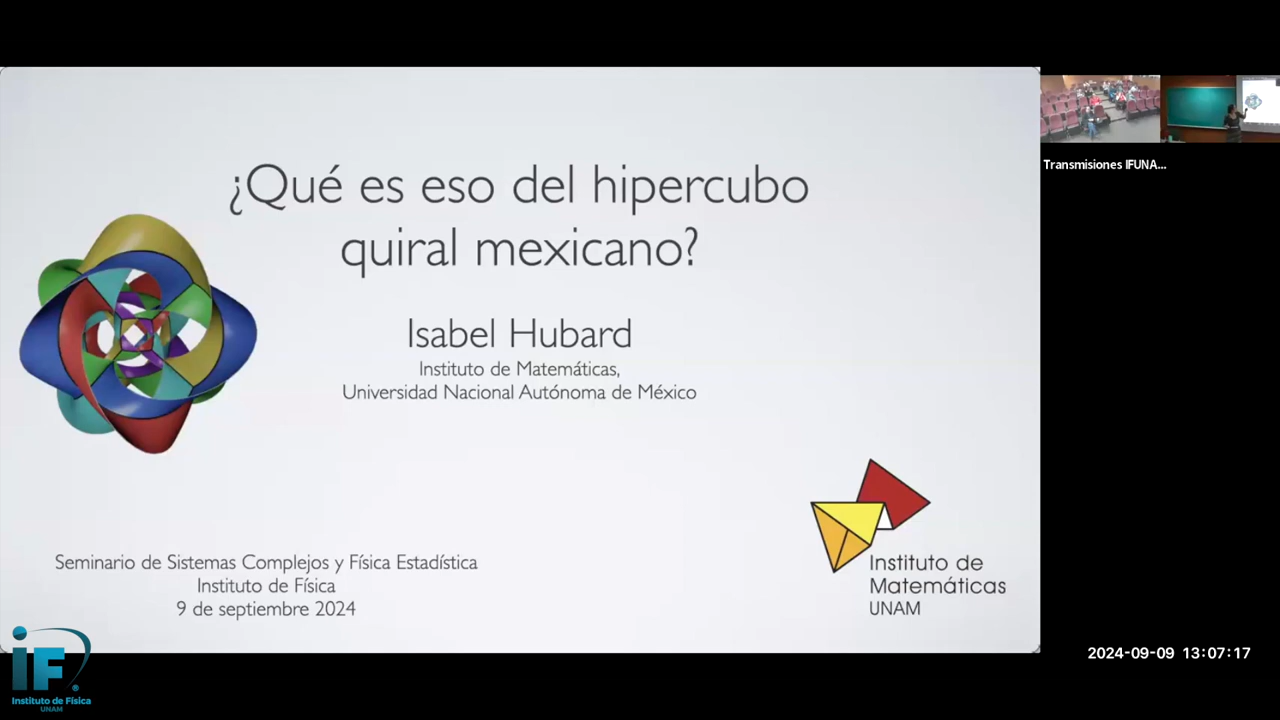 ¿Qué es eso del hipercubo
quiral mexicano?
Isabel Hubard
Instituto de Matemáticas,
Universidad Nacional Autónoma de México
Seminario de Sistemas Complejos y Física Estadística
Instituto de Física
9 de septiembre 2024
Instituto de
Matemáticas
UNAM
Transmisiones IFUNA...
iF®
Instituto de Física
UNAM
2024-09-09 13:07:17